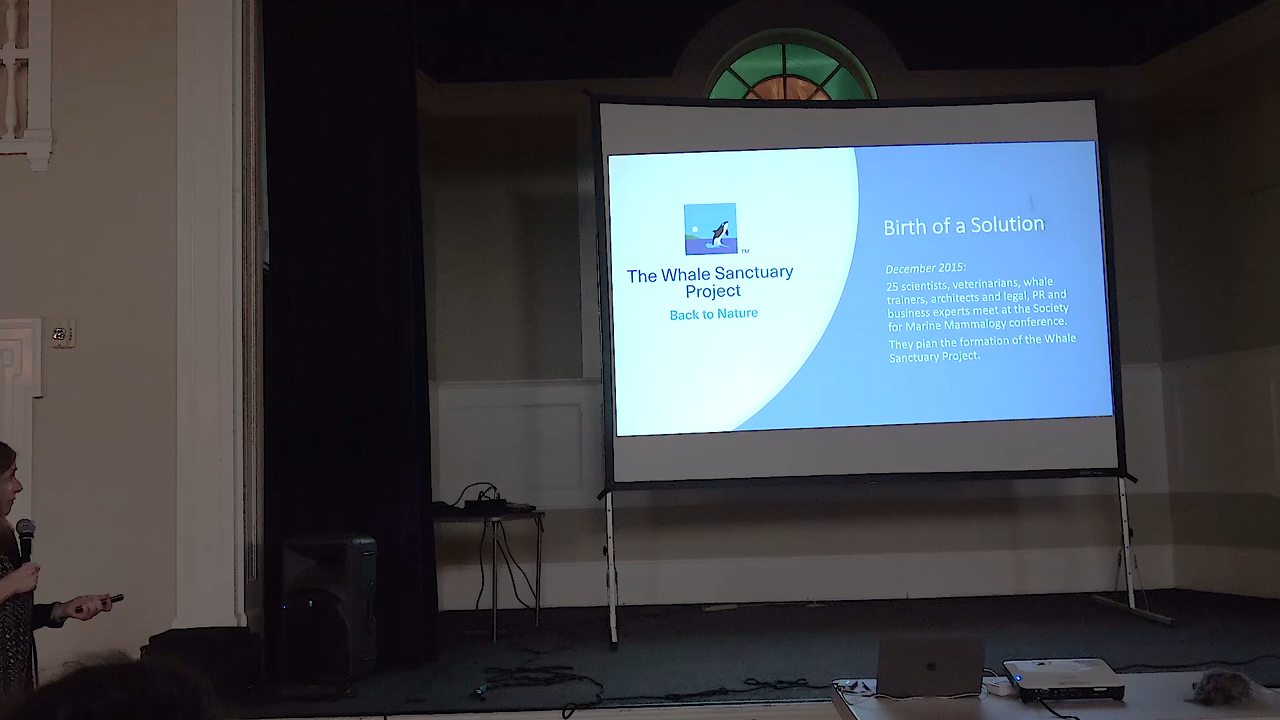 The Whale Sanctuary
Project
Back to Nature
TM
Birth of a Solution
December 2015:
25 scientists, veterinarians, whale
trainers, architects and legal, PR and
business experts meet at the Society
for Marine Mammalogy conference.
They plan the formation of the Whale
Sanctuary Project.